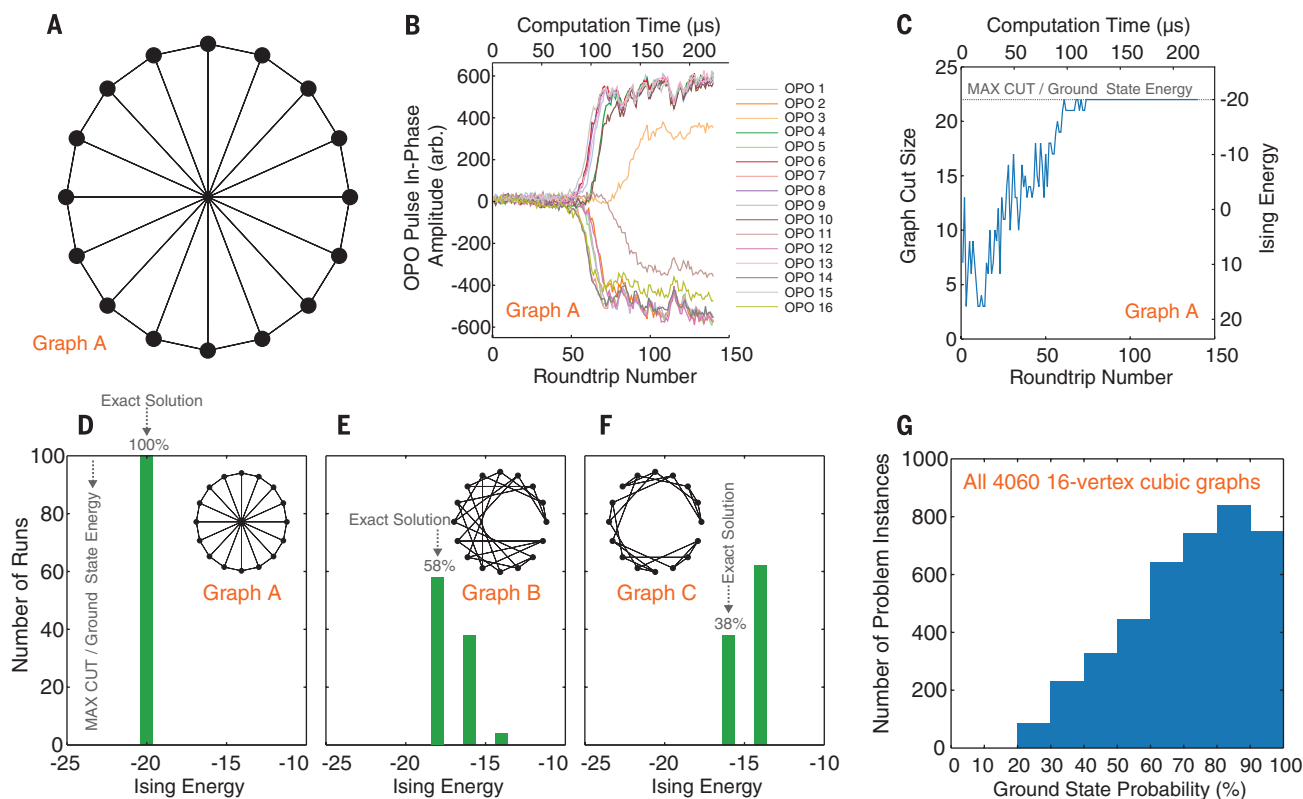 A
Graph A
B
Computation Time (µs)
0 50 100 150 200
OPO Pulse In-Phase
Amplitude (arb.)
600
400
200
0
-200
-400
-600
Graph A
0 50 100 150
Roundtrip Number
OPO 1
OPO 2
OPO 3
OPO 4
OPO 5
OPO 6
OPO 7
OPO 8
OPO 9
OPO 10
OPO 11
OPO 12
OPO 13
OPO 14
OPO 15
OPO 16
C
Computation Time (µs)
0 50 100 150 200
Graph Cut Size
25
20
15
10
5
0
MAX CUT / Ground State Energy
-20
-10
0
10
20
Ising Energy
Graph A
0 50 100 150
Roundtrip Number
D
Exact Solution
100%
Number of Runs
100
80
60
40
20
0
MAX CUT / Ground State Energy
Graph A
-25 -20 -15 -10
Ising Energy
E
Exact Solution
58%
Graph B
-25 -20 -15 -10
Ising Energy
F
Graph C
Exact Solution
38%
-25 -20 -15 -10
Ising Energy
G
Number of Problem Instances
1000
800
600
400
200
0
All 4060 16-vertex cubic graphs
0 10 20 30 40 50 60 70 80 90 100
Ground State Probability (%)